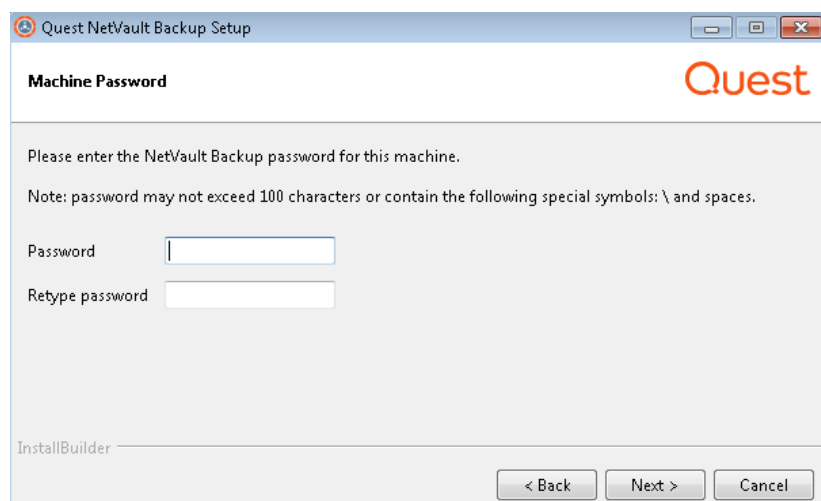 Quest NetVault Backup Setup
Machine Password
Quest
Please enter the NetVault Backup password for this machine.
Note: password may not exceed 100 characters or contain the following special symbols: \ and spaces.
Password
Retype password
InstallBuilder
< Back Next > Cancel